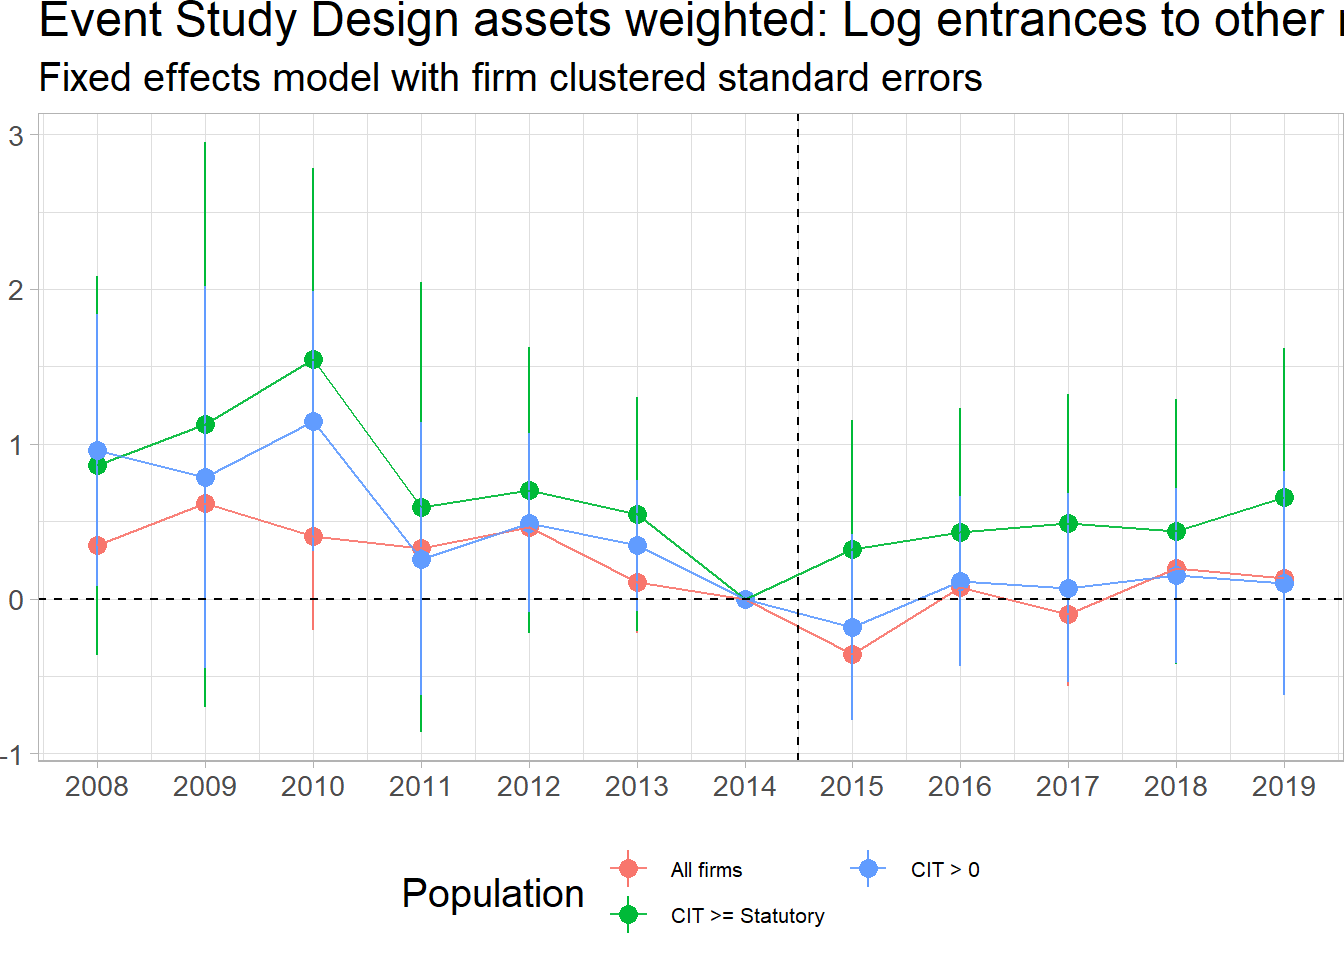 Event Study Design assets weighted: Log entrances to other
Fixed effects model with firm clustered standard errors
3
2
1
0
-1
2008 2009 2010 2011 2012 2013 2014 2015 2016 2017 2018 2019
Population
All firms
CIT > 0
CIT >= Statutory